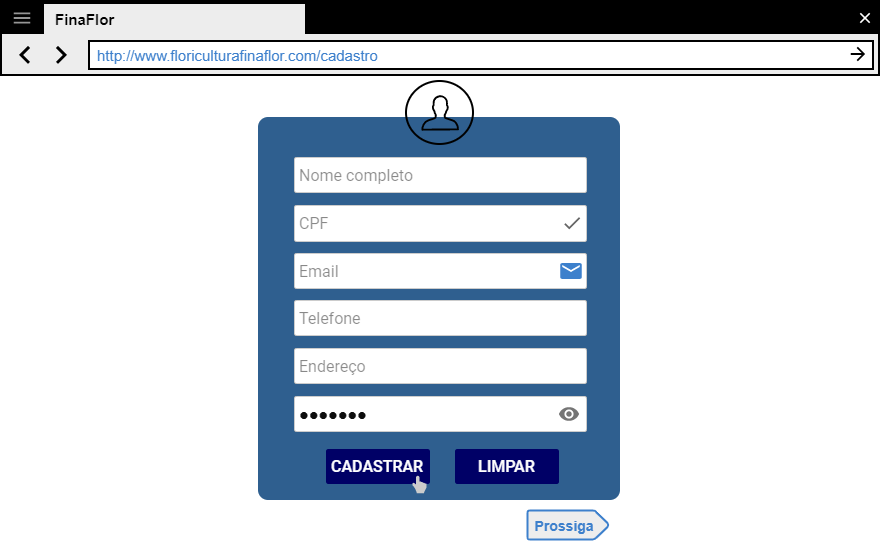 FinaFlor
http://www.floriculturafinaflor.com/cadastro
Nome completo
CPF
Email
Telefone
Endereço
•••••••
CADASTRAR LIMPAR
Prossiga